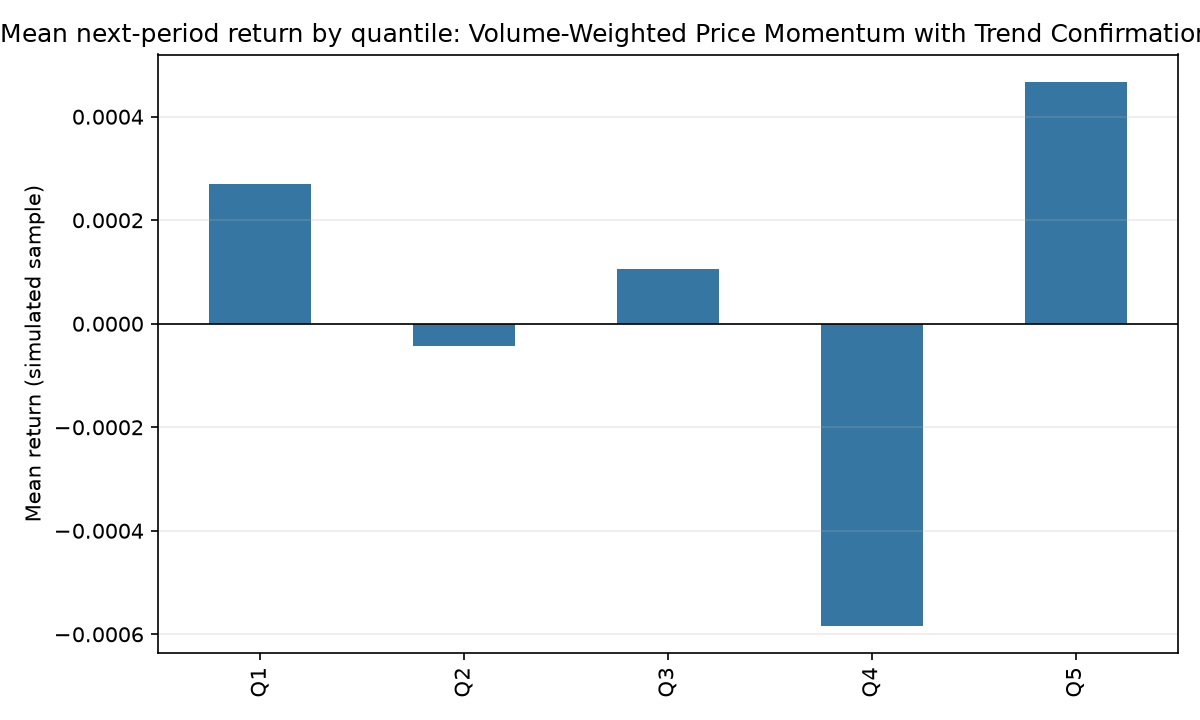 Mean next-period return by quantile: Volume-Weighted Price Momentum with Trend Confirmation
Mean return (simulated sample)
0.0004
0.0002
0.0000
−0.0002
−0.0004
−0.0006
Q1
Q2
Q3
Q4
Q5